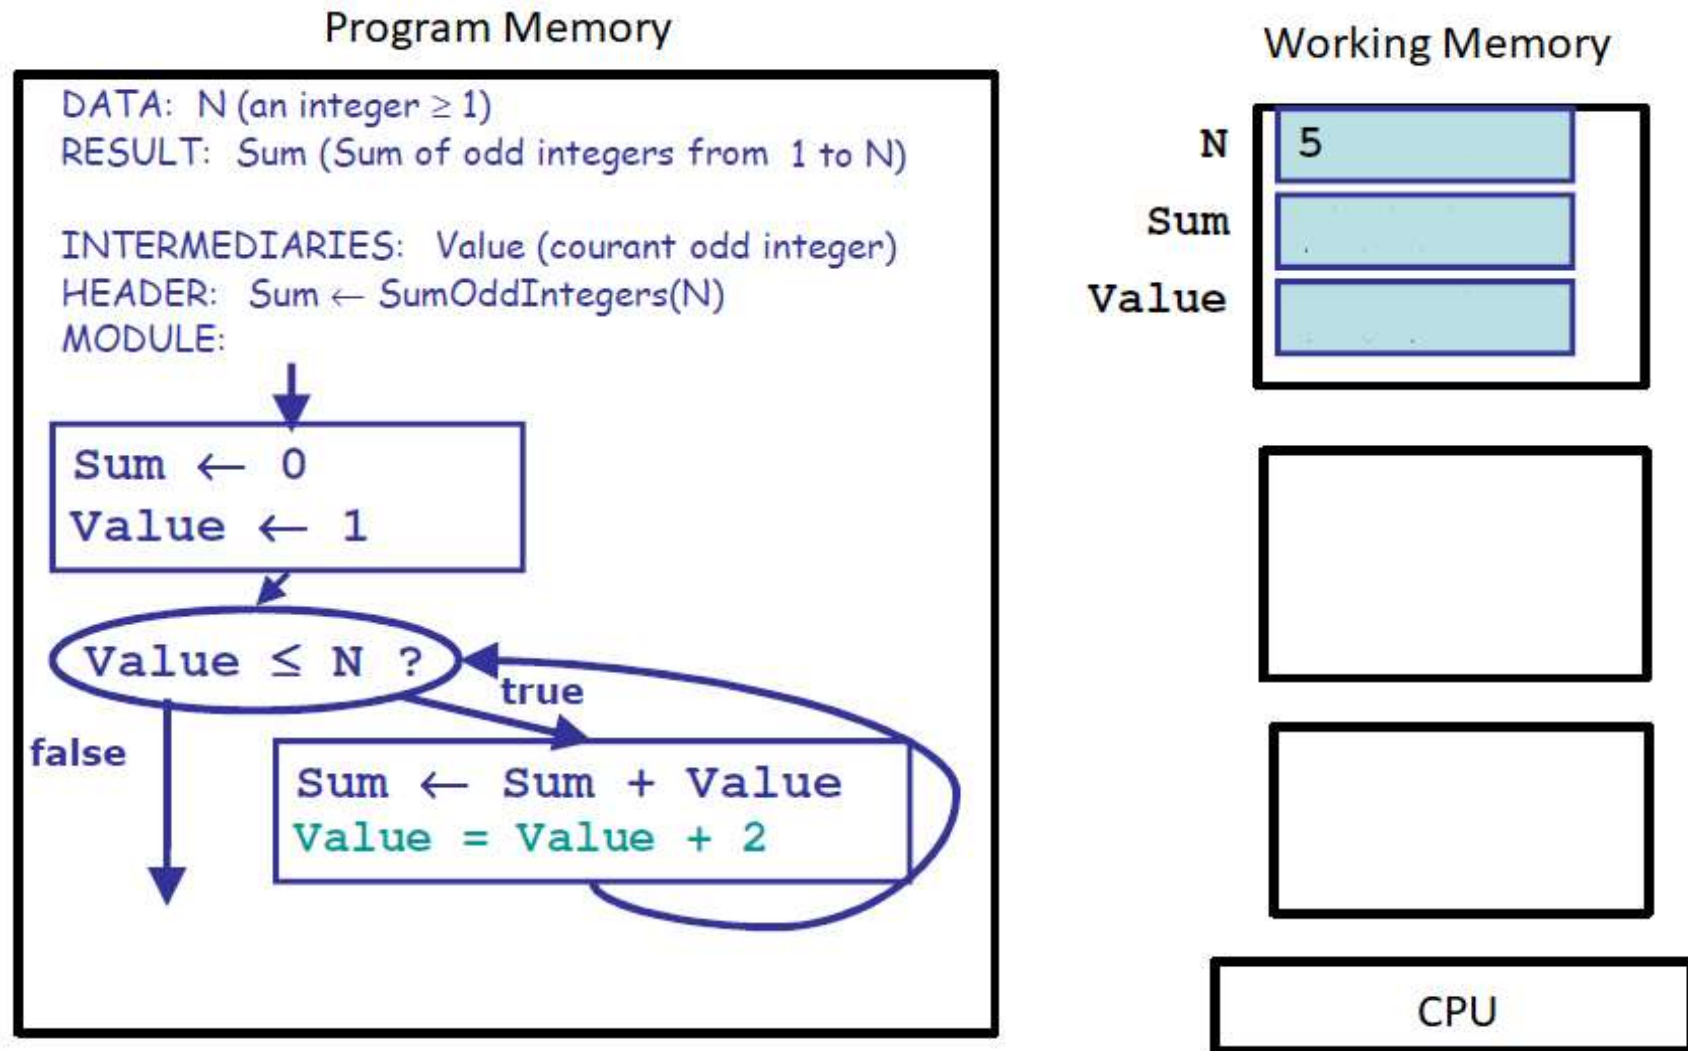 Program Memory
DATA: N (an integer ≥ 1)
RESULT: Sum (Sum of odd integers from 1 to N)
INTERMEDIARIES: Value (courant odd integer)
HEADER: Sum ← SumOddIntegers(N)
MODULE:
Sum ← 0
Value ← 1
Value ≤ N ?
true
false
Sum ← Sum + Value
Value = Value + 2
Working Memory
N 5
Sum
Value
CPU